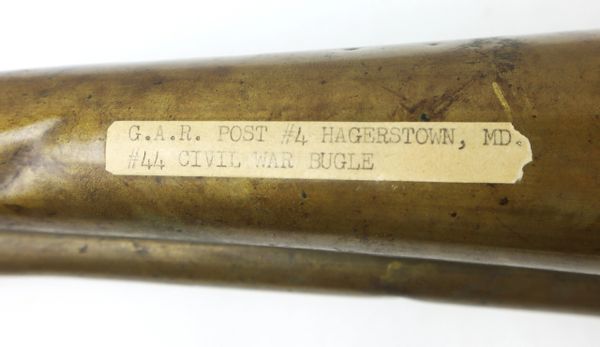 G.A.R. POST #4 HAGERSTOWN, MD.
#44 CIVIL WAR BUGLE